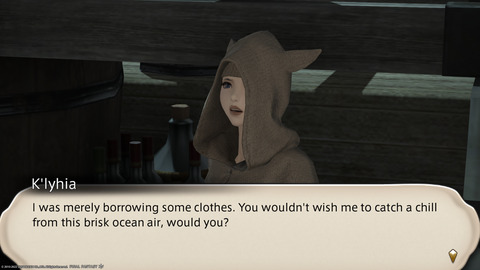 K'lyhia
I was merely borrowing some clothes. You wouldn't wish me to catch a chill
from this brisk ocean air, would you?